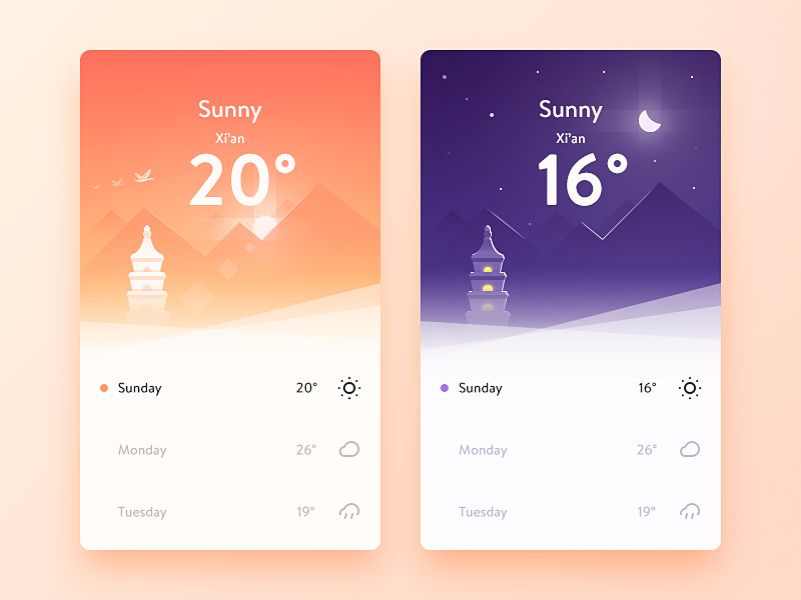 Sunny
Xi'an
20°
Sunday 20°
Monday 26°
Tuesday 19°
Sunny
Xi'an
16°
Sunday 16°
Monday 26°
Tuesday 19°